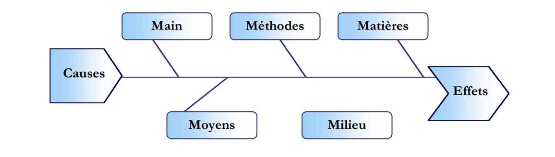 Main
Méthodes
Matières
Causes
Effets
Moyens
Milieu